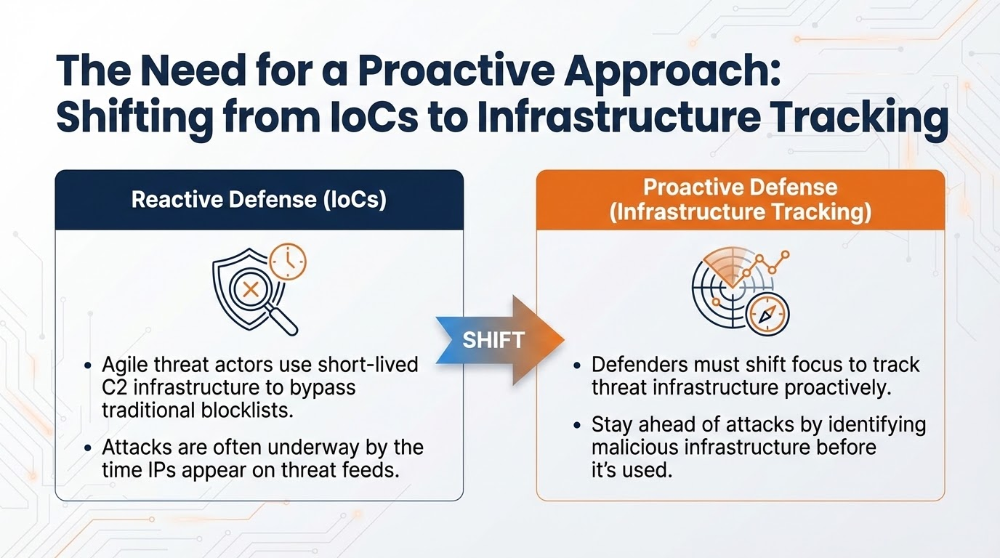 The Need for a Proactive Approach:
Shifting from IoCs to Infrastructure Tracking
Reactive Defense (IoCs)
• Agile threat actors use short-lived
C2 infrastructure to bypass
traditional blocklists.
• Attacks are often underway by the
time IPs appear on threat feeds.
SHIFT
Proactive Defense
(Infrastructure Tracking)
• Defenders must shift focus to track
threat infrastructure proactively.
• Stay ahead of attacks by identifying
malicious infrastructure before
it's used.